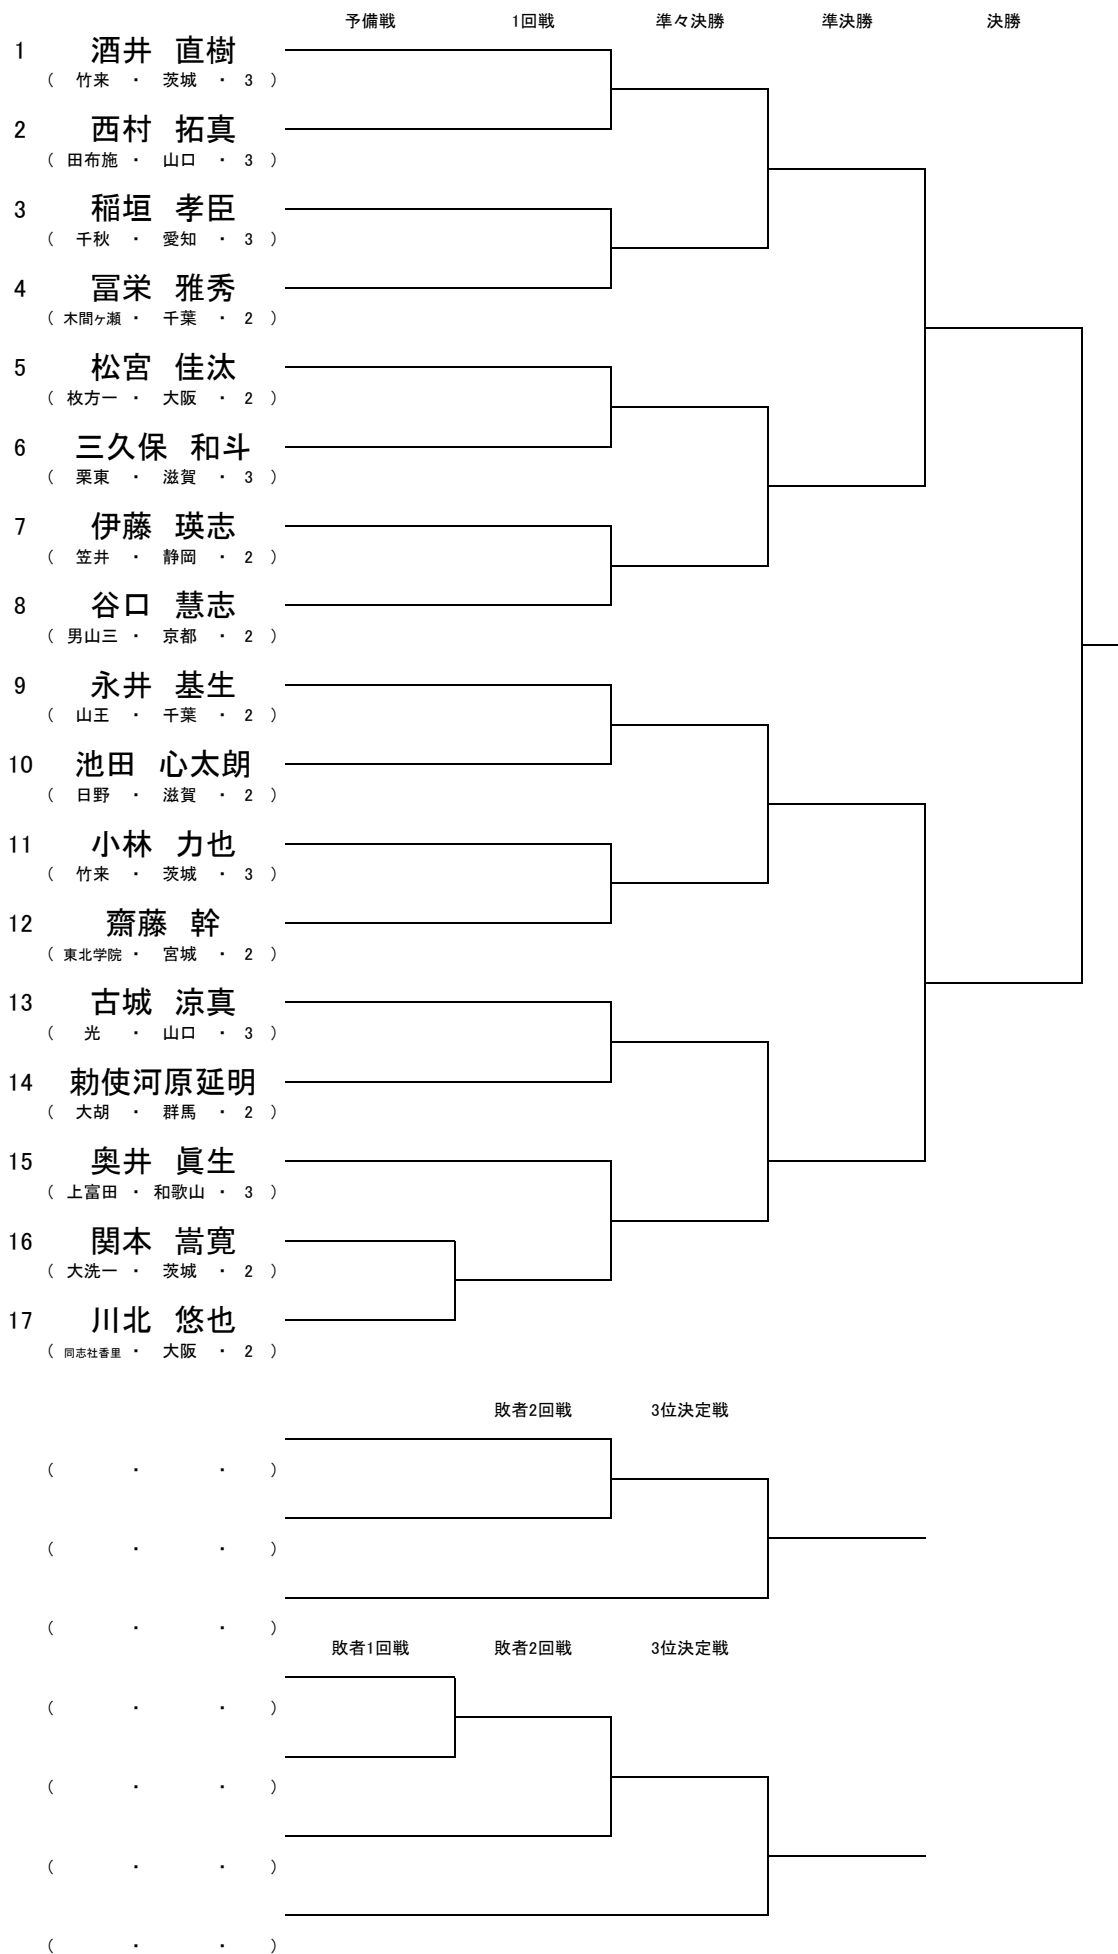 予備戦 1回戦 準々決勝 準決勝 決勝
1 酒井 直樹
( 竹来 ・ 茨城 ・ 3 )
2 西村 拓真
( 田布施 ・ 山口 ・ 3 )
3 稲垣 孝臣
( 千秋 ・ 愛知 ・ 3 )
4 冨栄 雅秀
( 木間ヶ瀬 ・ 千葉 ・ 2 )
5 松宮 佳汰
( 枚方一 ・ 大阪 ・ 2 )
6 三久保 和斗
( 栗東 ・ 滋賀 ・ 3 )
7 伊藤 瑛志
( 笠井 ・ 静岡 ・ 2 )
8 谷口 慧志
( 男山三 ・ 京都 ・ 2 )
9 永井 基生
( 山王 ・ 千葉 ・ 2 )
10 池田 心太朗
( 日野 ・ 滋賀 ・ 2 )
11 小林 力也
( 竹来 ・ 茨城 ・ 3 )
12 齋藤 幹
( 東北学院 ・ 宮城 ・ 2 )
13 古城 涼真
( 光 ・ 山口 ・ 3 )
14 勅使河原延明
( 大胡 ・ 群馬 ・ 2 )
15 奥井 眞生
( 上富田 ・ 和歌山 ・ 3 )
16 関本 嵩寛
( 大洗一 ・ 茨城 ・ 2 )
17 川北 悠也
( 同志社香里 ・ 大阪 ・ 2 )
敗者2回戦 3位決定戦
( ・ ・ )
( ・ ・ )
( ・ ・ )
敗者1回戦 敗者2回戦 3位決定戦
( ・ ・ )
( ・ ・ )
( ・ ・ )
( ・ ・ )